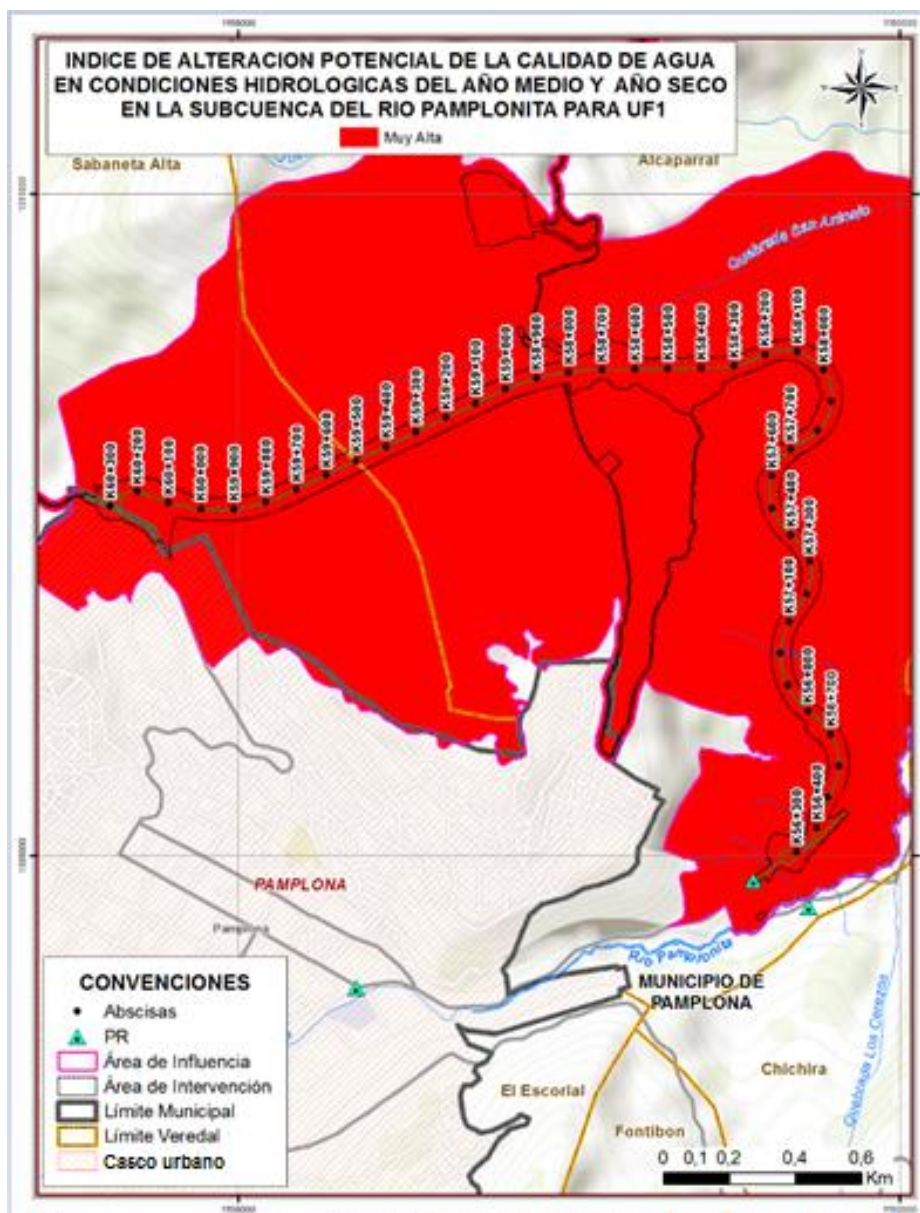 INDICE DE ALTERACION POTENCIAL DE LA CALIDAD DE AGUA
EN CONDICIONES HIDROLOGICAS DEL AÑO MEDIO Y AÑO SECO
EN LA SUBCUENCA DEL RIO PAMPLONITA PARA UF1
Muy Alta
Sabaneta Alta
Alcaparral
Quebrada San Antonio
K60+300
K60+200
K60+100
K60+000
K59+900
K59+800
K59+700
K59+600
K59+500
K59+400
K59+300
K59+200
K59+100
K59+000
K58+900
K58+800
K58+700
K58+600
K58+500
K58+400
K58+300
K58+200
K58+100
K58+000
K57+700
K57+600
K57+400
K57+300
K57+100
K56+800
K56+700
K56+400
K56+300
PAMPLONA
Pamplona
Río Pamplonita
MUNICIPIO DE
PAMPLONA
Quebrada Los Cerezos
Chichira
El Escorial
Fontibon
CONVENCIONES
Abscisas
PR
Área de Influencia
Área de Intervención
Límite Municipal
Límite Veredal
Casco urbano
0 0,1 0,2 0,4 0,6
Km